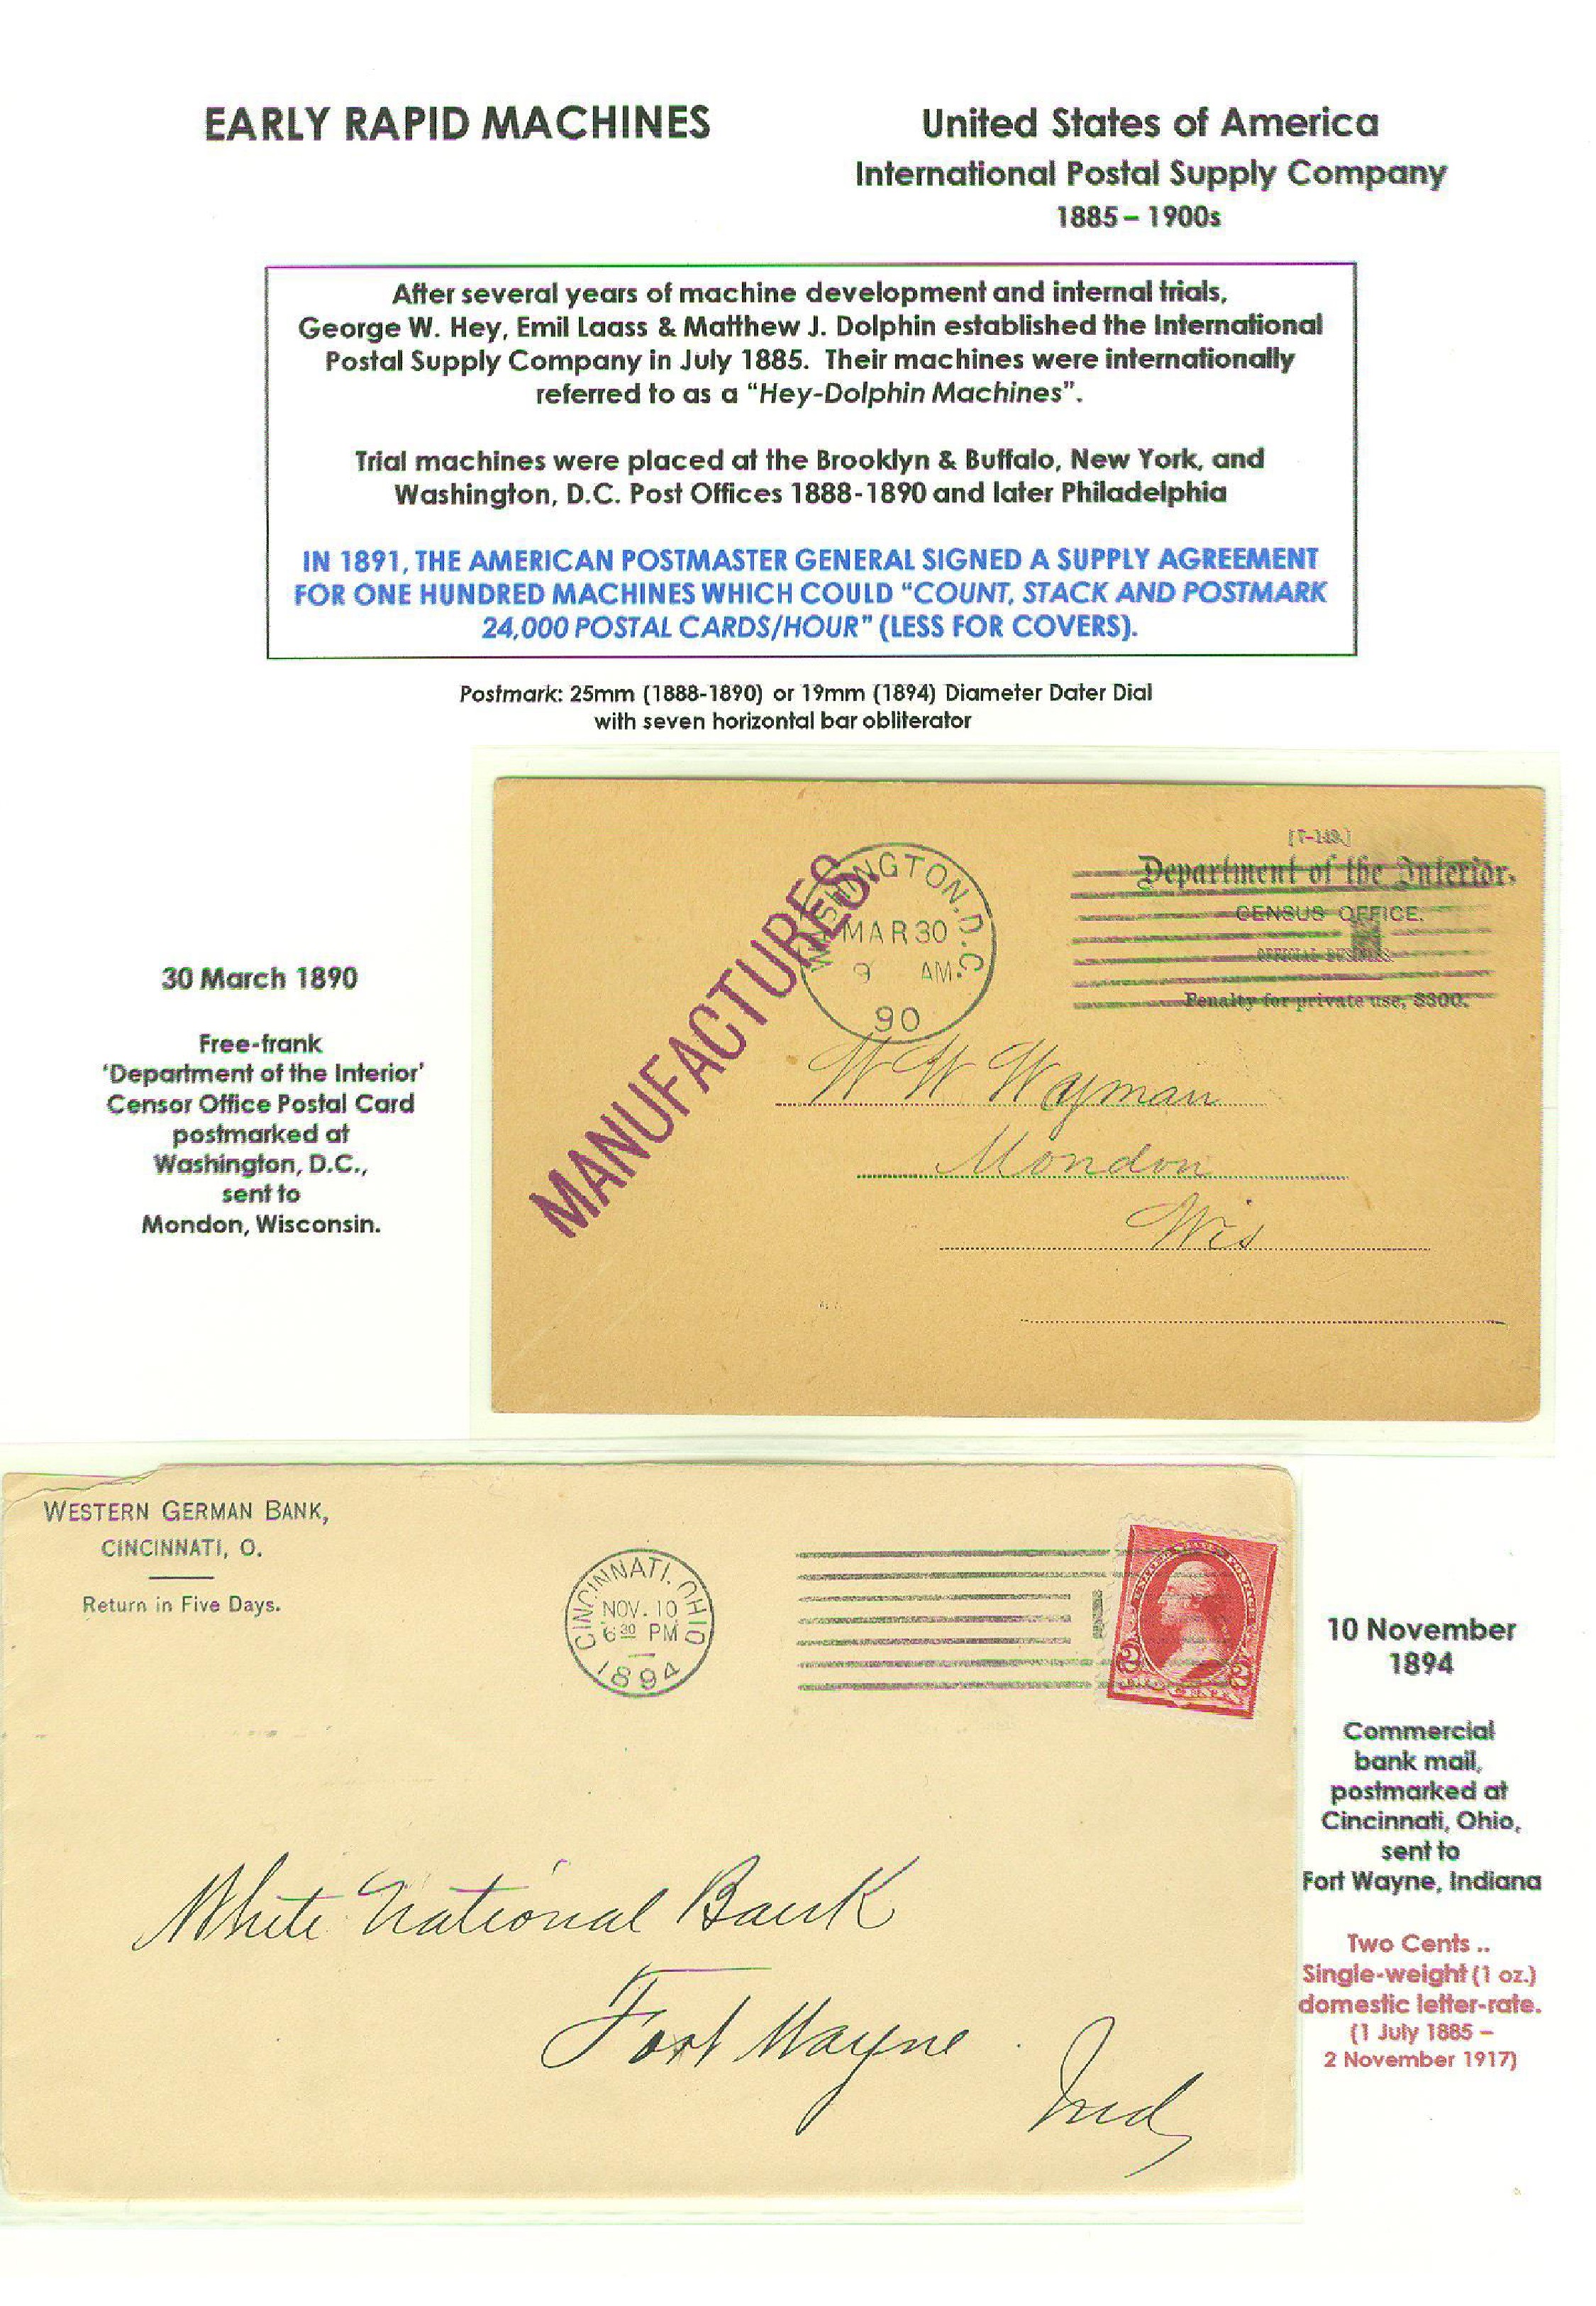 EARLY RAPID MACHINES
United States of America
International Postal Supply Company
1885 – 1900s
After several years of machine development and internal trials,
George W. Hey, Emil Laass & Matthew J. Dolphin established the International
Postal Supply Company in July 1885. Their machines were internationally
referred to as a "Hey-Dolphin Machines".
Trial machines were placed at the Brooklyn & Buffalo, New York, and
Washington, D.C. Post Offices 1888-1890 and later Philadelphia
IN 1891, THE AMERICAN POSTMASTER GENERAL SIGNED A SUPPLY AGREEMENT
FOR ONE HUNDRED MACHINES WHICH COULD "COUNT, STACK AND POSTMARK
24,000 POSTAL CARDS/HOUR" (LESS FOR COVERS).
Postmark: 25mm (1888-1890) or 19mm (1894) Diameter Dater Dial
with seven horizontal bar obliterator
30 March 1890
Free-frank
'Department of the Interior'
Censor Office Postal Card
postmarked at
Washington, D.C.,
sent to
Mondon, Wisconsin.
MANUFACTURES.
WASHINGTON. D.C.
MAR 30
9 AM.
90
Department of the Interior,
CENSUS OFFICE.
OFFICIAL BUSINESS.
Penalty for private use, $300.
W W Wayman
Mondon
Wis
WESTERN GERMAN BANK,
CINCINNATI, O.
Return in Five Days.
CINCINNATI, OHIO
NOV. 10
6 30 PM
1894
2 2
White National Bank
Fort Wayne.
Ind
10 November
1894
Commercial
bank mail,
postmarked at
Cincinnati, Ohio,
sent to
Fort Wayne, Indiana
Two Cents ..
Single-weight (1 oz.)
domestic letter-rate.
(1 July 1885 –
2 November 1917)